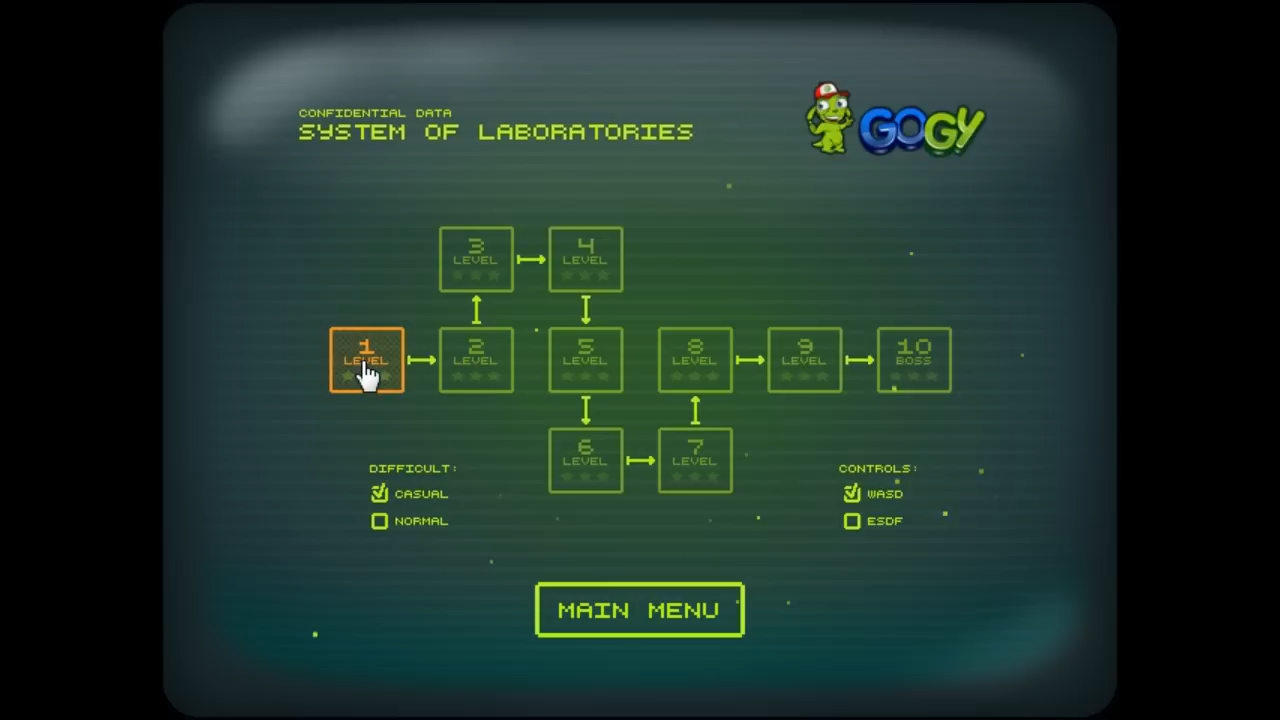 CONFIDENTIAL DATA
SYSTEM OF LABORATORIES
GOGY
3
LEVEL
4
LEVEL
1
LEVEL
2
LEVEL
5
LEVEL
8
LEVEL
9
LEVEL
10
BOSS
6
LEVEL
7
LEVEL
DIFFICULT:
CASUAL
NORMAL
CONTROLS:
WASD
ESDF
MAIN MENU